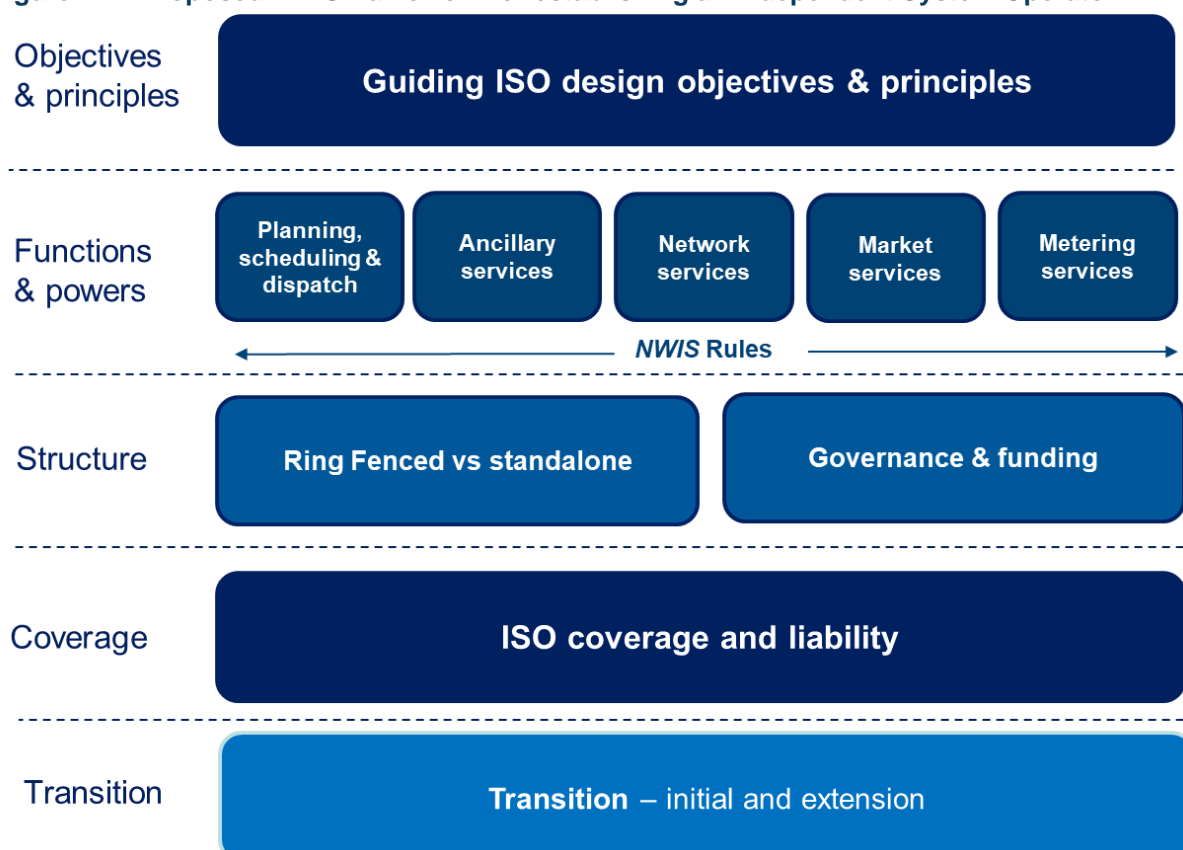 Objectives
& principles
Guiding ISO design objectives & principles
Functions
& powers
Planning,
scheduling &
dispatch
Ancillary
services
Network
services
Market
services
Metering
services
NWIS Rules
Structure
Ring Fenced vs standalone
Governance & funding
Coverage
ISO coverage and liability
Transition
Transition – initial and extension